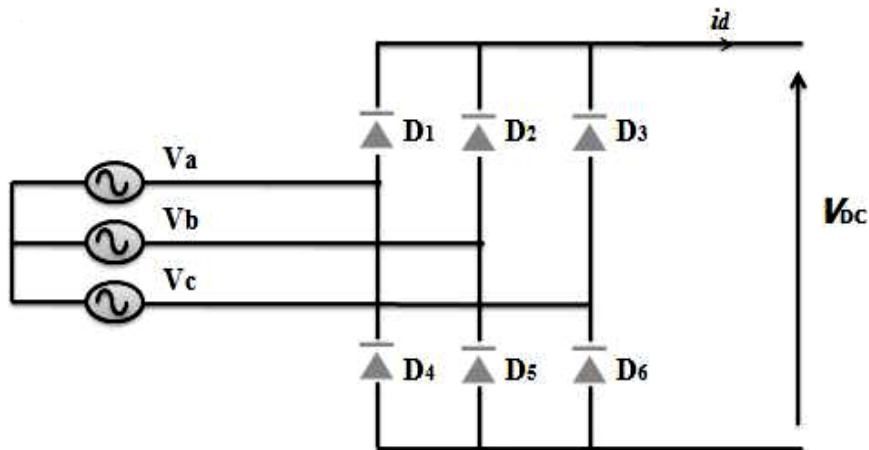 id
D1 D2 D3
Va
Vb
VDC
Vc
D4 D5 D6